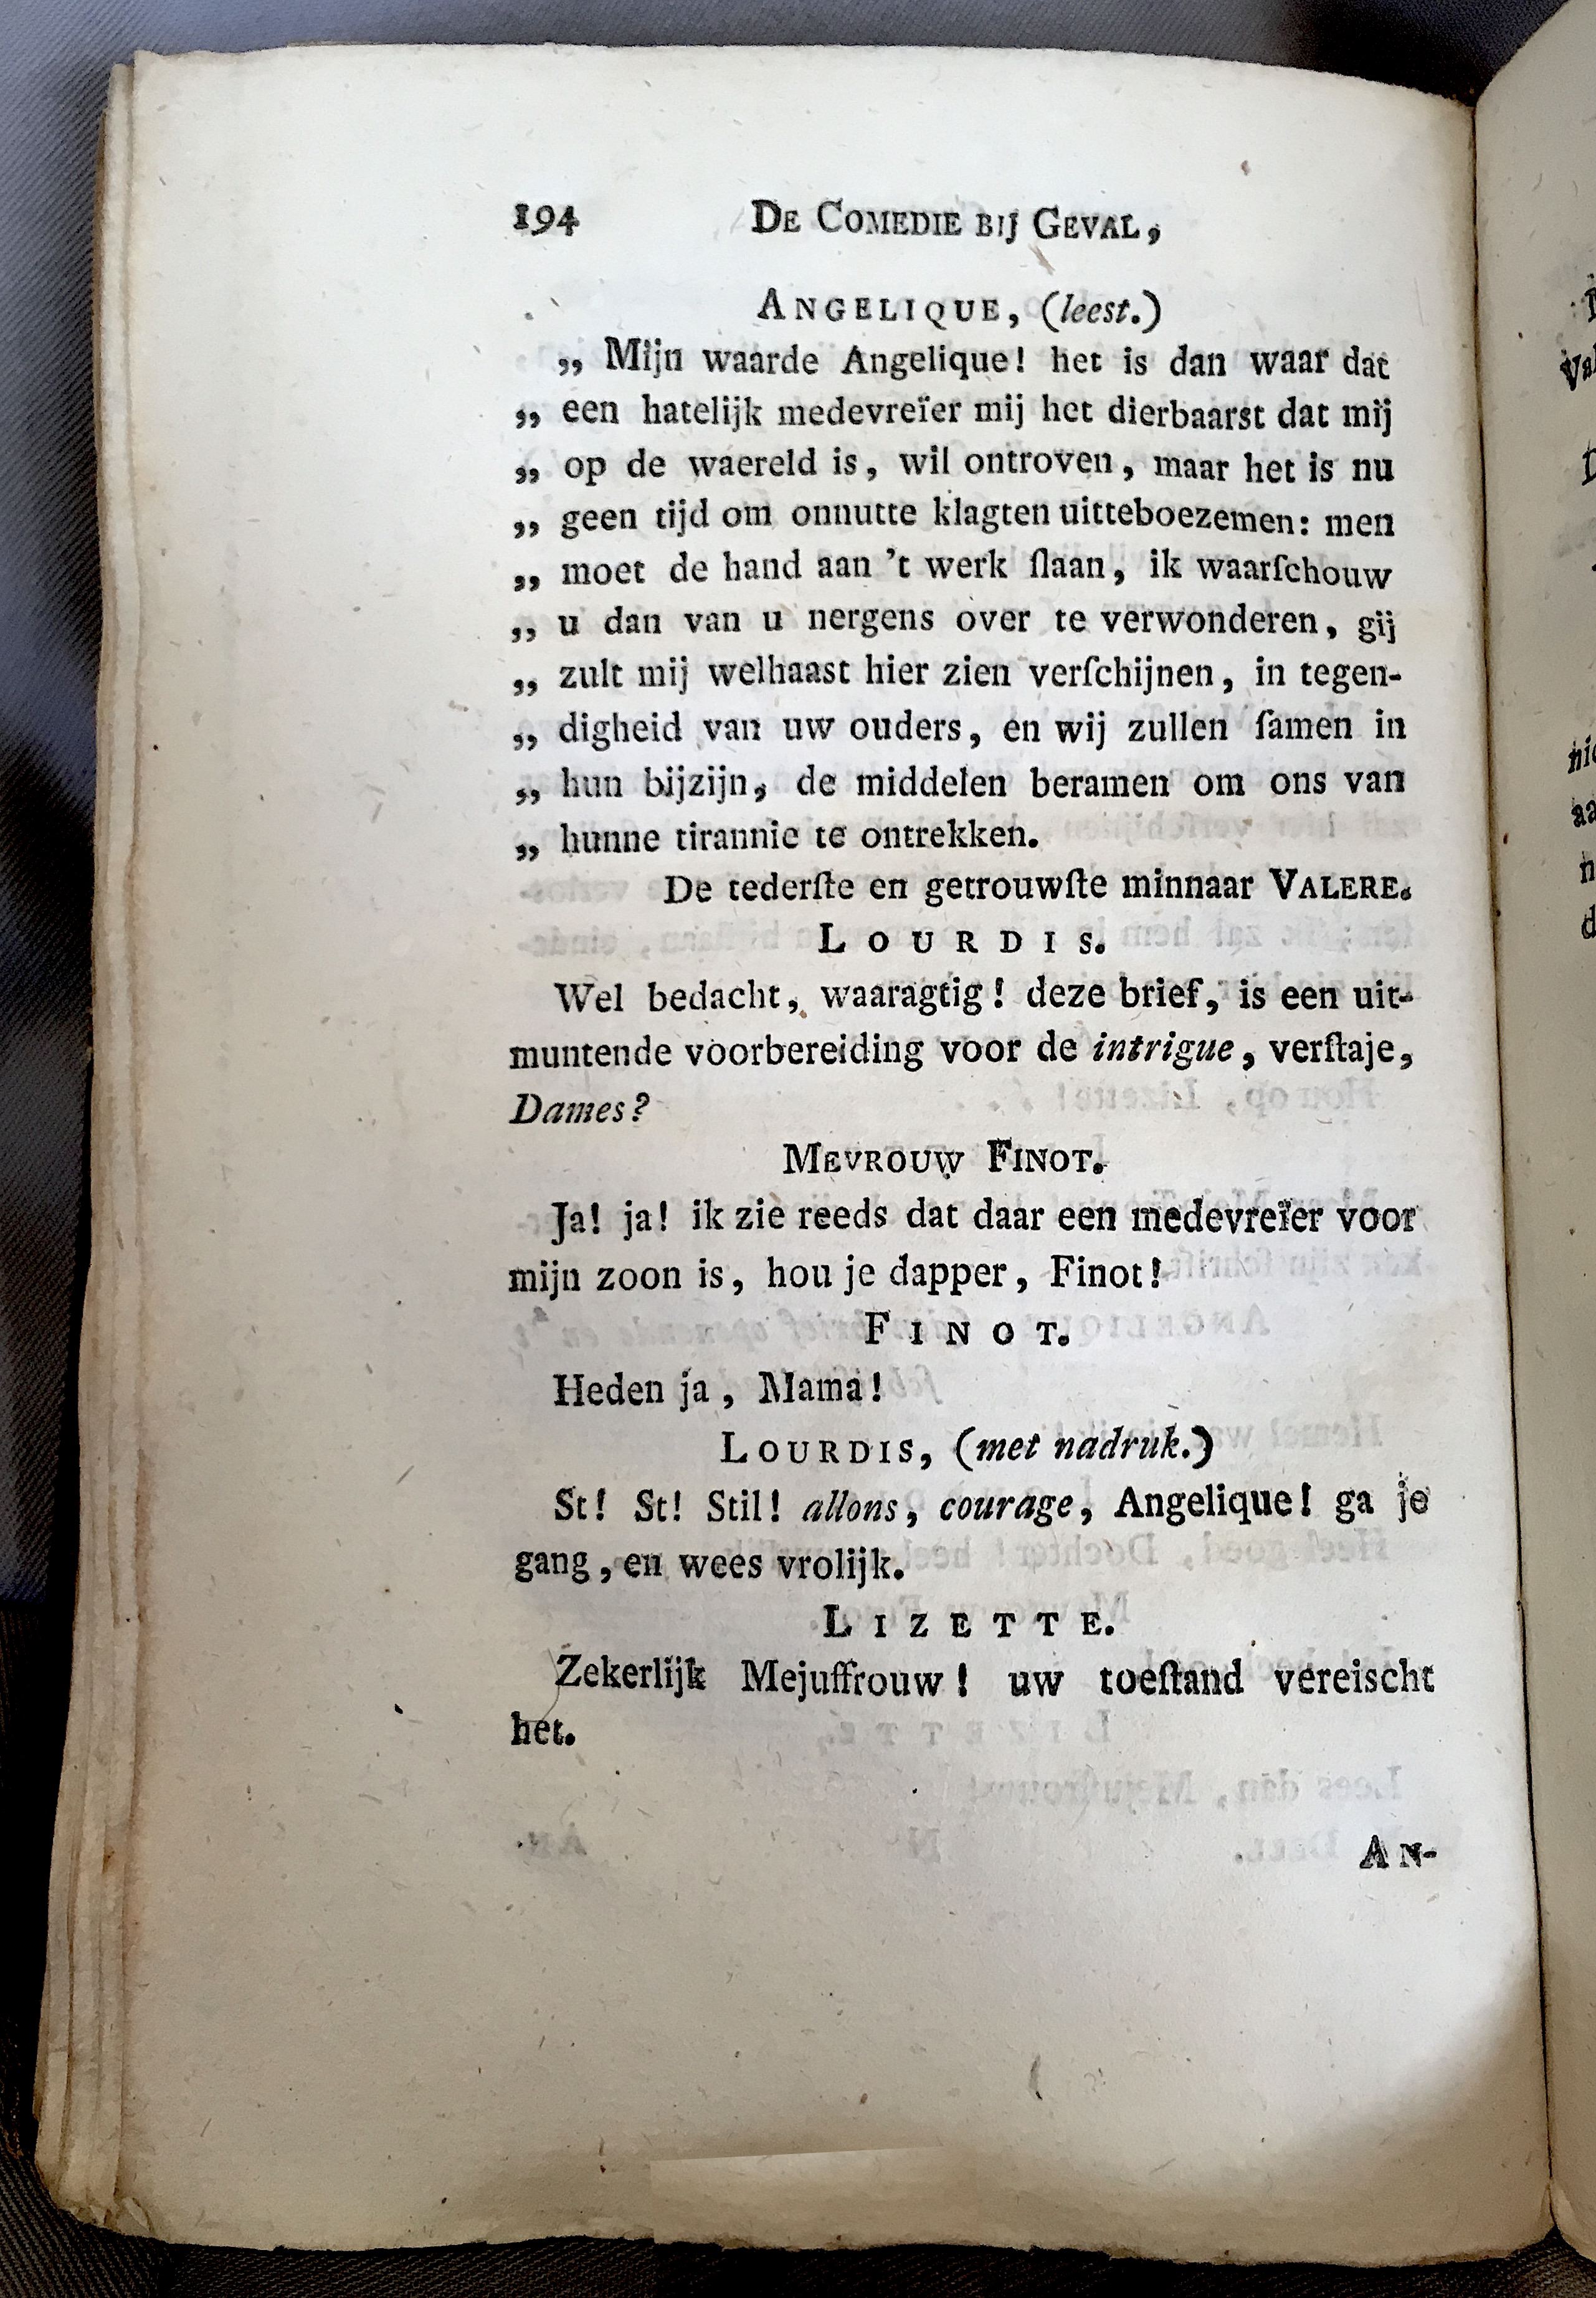 194 DE COMEDIE BIJ GEVAL,
ANGELIQUE, (leest.)
„ Mijn waarde Angelique! het is dan waar dat
„ een hatelijk medevreïer mij het dierbaarst dat mij
„ op de waereld is, wil ontroven, maar het is nu
„ geen tijd om onnutte klagten uitteboezemen: men
„ moet de hand aan 't werk ſlaan, ik waarſchouw
„ u dan van u nergens over te verwonderen, gij
„ zult mij welhaast hier zien verſchijnen, in tegen-
„ digheid van uw ouders, en wij zullen ſamen in
„ hun bijzijn, de middelen beramen om ons van
„ hunne tirannie te ontrekken.
De tederſte en getrouwſte minnaar VALERE.
LOURDIS.
Wel bedacht, waaragtig! deze brief, is een uit-
muntende voorbereiding voor de intrigue, verſtaje,
Dames?
MEVROUW FINOT.
Ja! ja! ik zie reeds dat daar een medevreïer voor
mijn zoon is, hou je dapper, Finot!
FINOT.
Heden ja, Mama!
LOURDIS, (met nadruk.)
St! St! Stil! allons, courage, Angelique! ga je
gang, en wees vrolijk.
LIZETTE.
Zekerlijk Mejuffrouw! uw toeſtand vereischt
het.
AN-